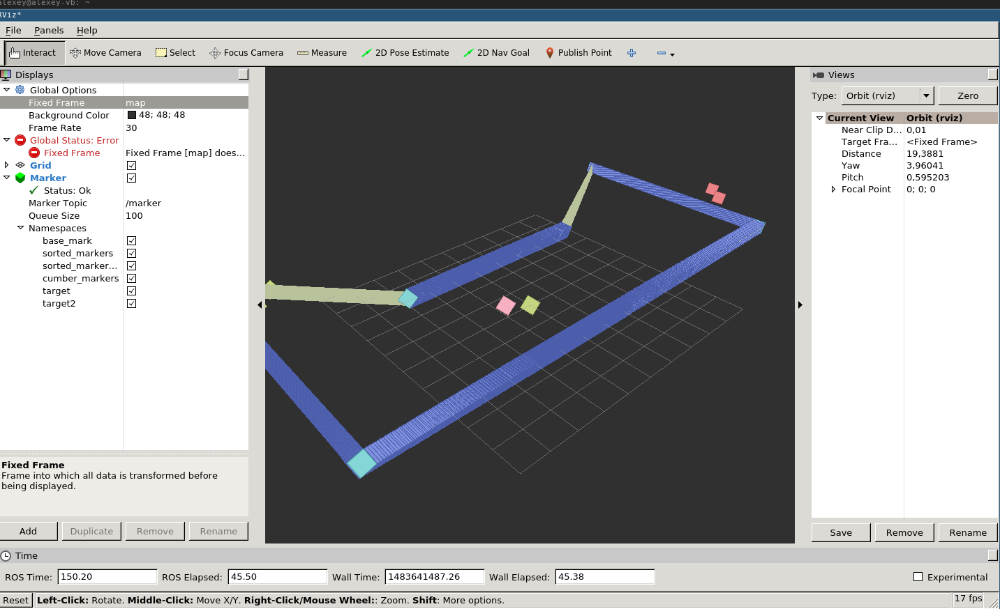 alexey@alexey-vb: ~
RViz*
File Panels Help
Interact Move Camera Select Focus Camera Measure 2D Pose Estimate 2D Nav Goal Publish Point
Displays
Global Options
Fixed Frame map
Background Color 48; 48; 48
Frame Rate 30
Global Status: Error
Fixed Frame Fixed Frame [map] does...
Grid
Marker
Status: Ok
Marker Topic /marker
Queue Size 100
Namespaces
base_mark
sorted_markers
sorted_marker...
cumber_markers
target
target2
Fixed Frame
Frame into which all data is transformed before
being displayed.
Add Duplicate Remove Rename
Views
Type: Orbit (rviz) Zero
Current View Orbit (rviz)
Near Clip D... 0,01
Target Fra... <Fixed Frame>
Distance 19,3881
Yaw 3,96041
Pitch 0,595203
Focal Point 0; 0; 0
Save Remove Rename
Time
ROS Time: 150.20 ROS Elapsed: 45.50 Wall Time: 1483641487.26 Wall Elapsed: 45.38 Experimental
Reset Left-Click: Rotate. Middle-Click: Move X/Y. Right-Click/Mouse Wheel:: Zoom. Shift: More options. 17 fps